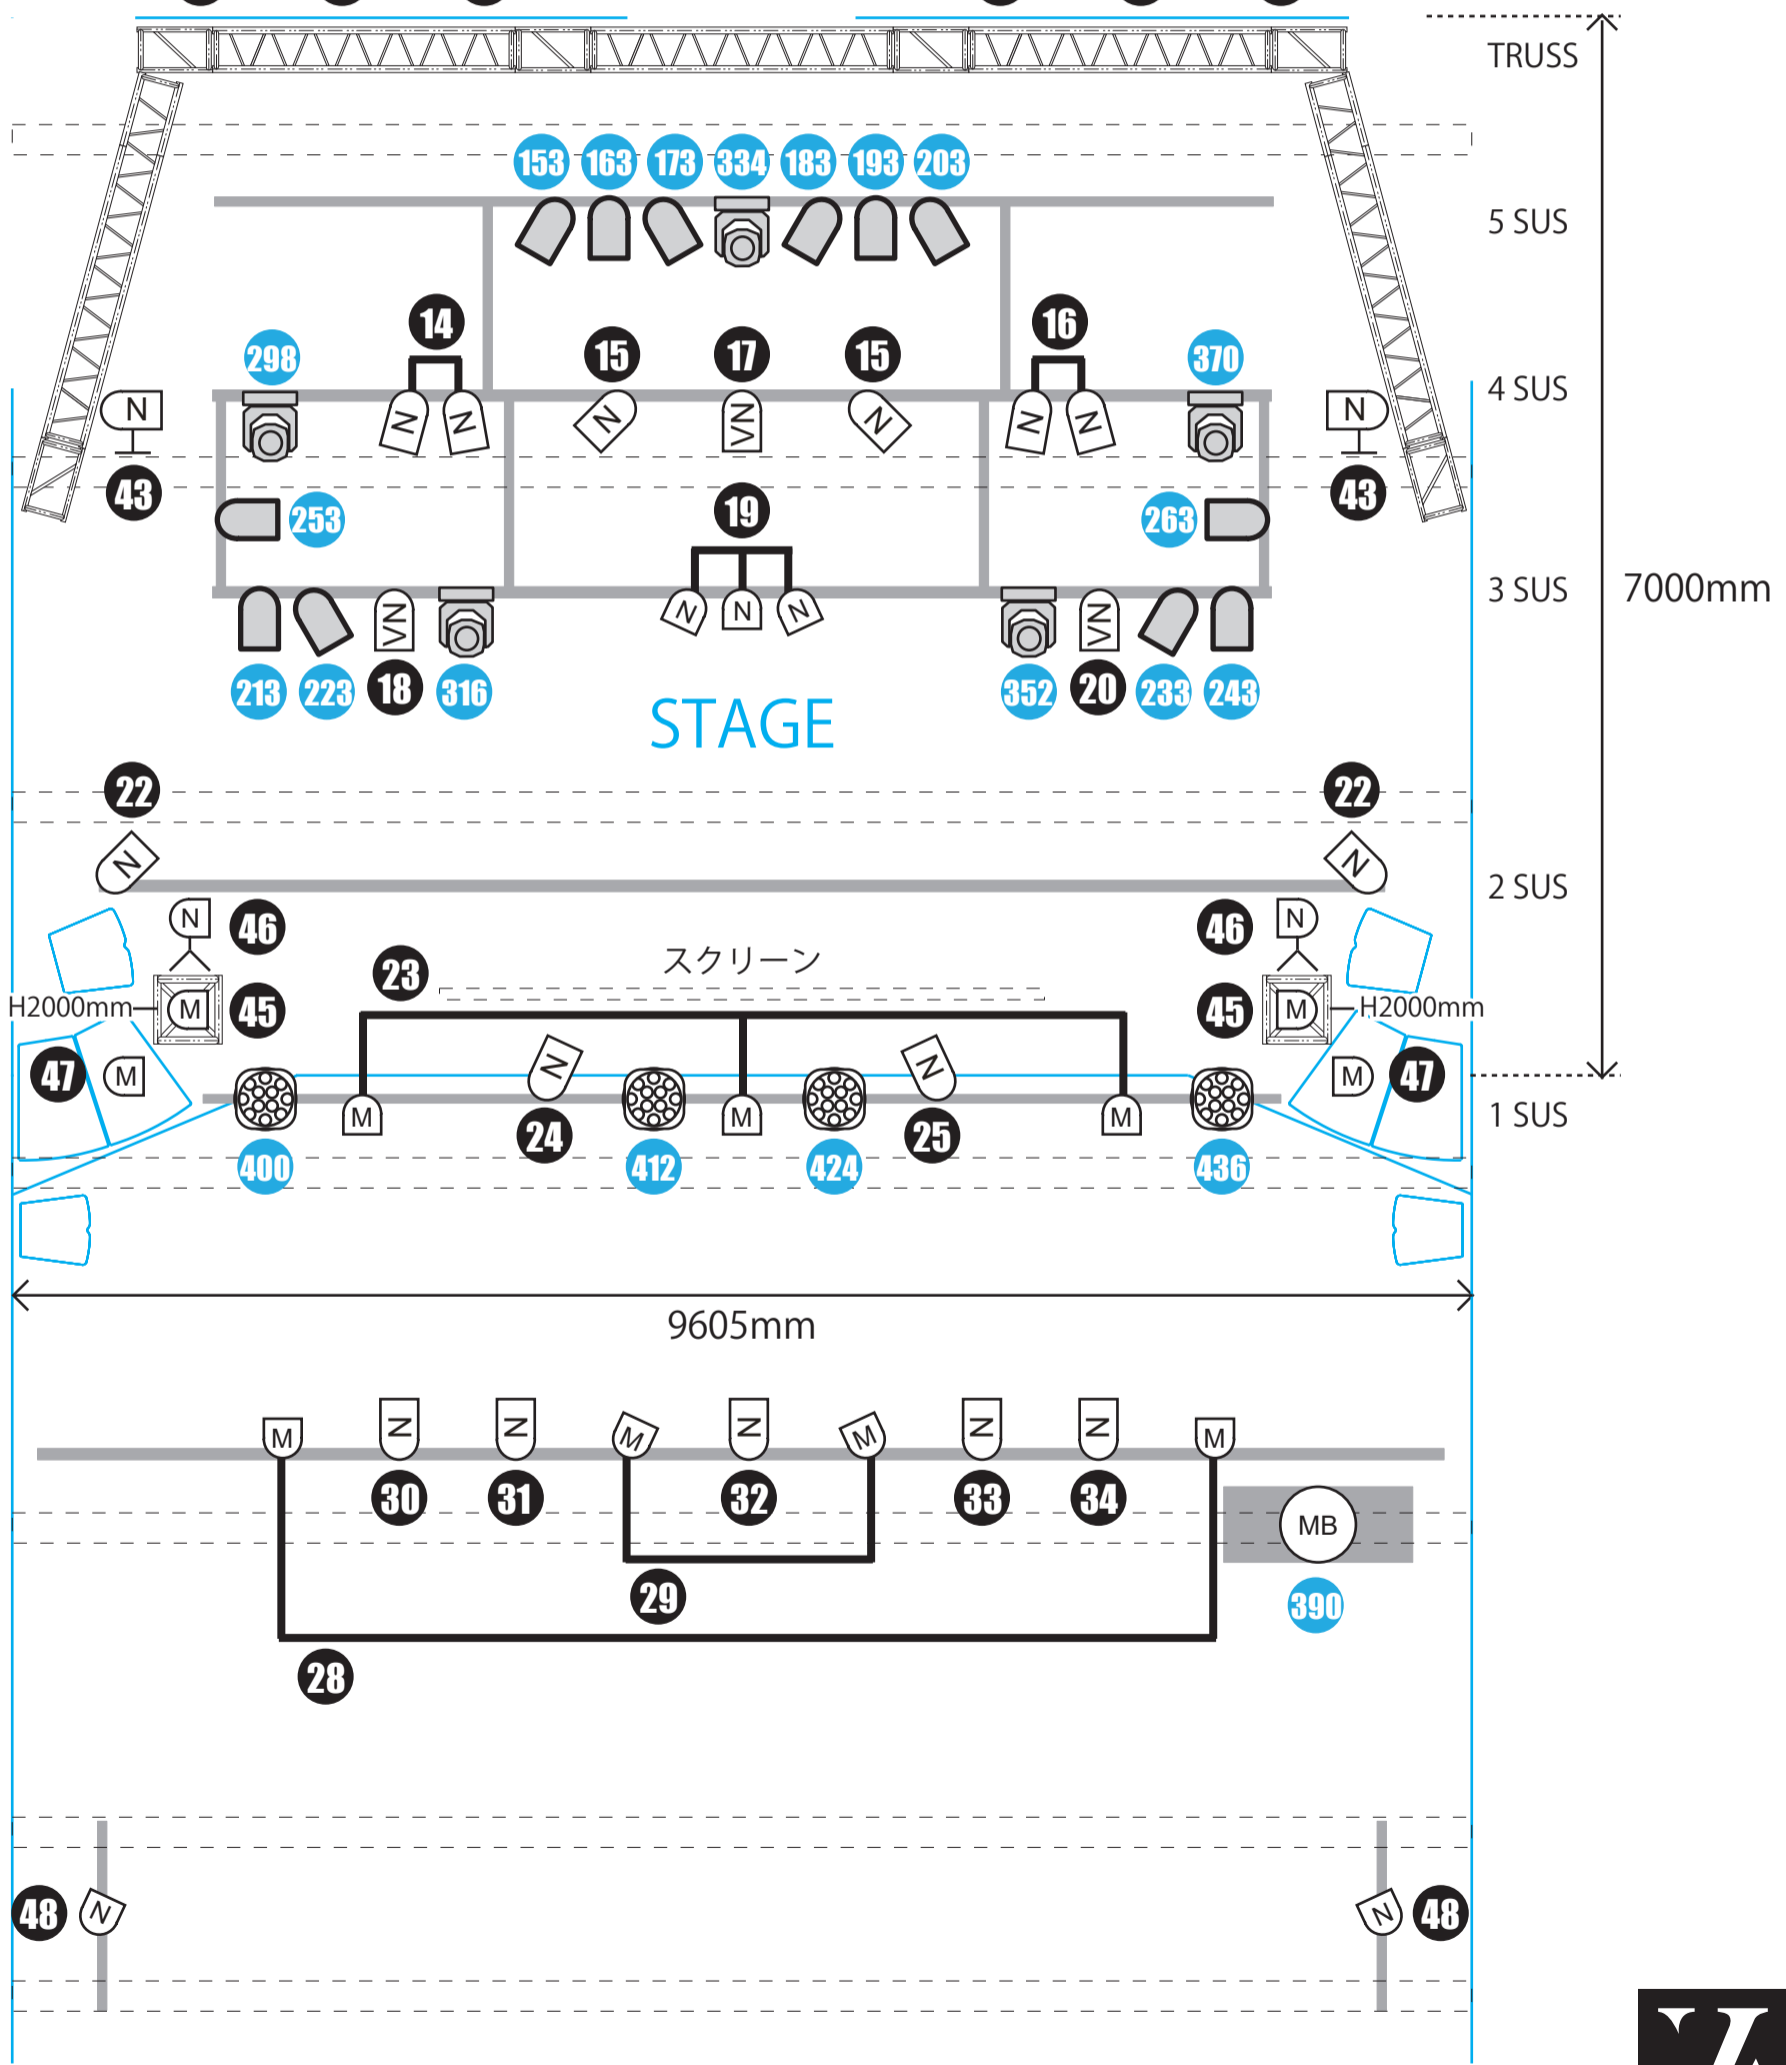 TRUSS
153 163 173 334 183 193 203
5 SUS
14 16
298 15 17 15 370
4 SUS
N N N N VN N N N N
43 253 19 263 43
3 SUS 7000mm
VN N N N VN
213 223 18 316 352 20 233 243
STAGE
22 22
N N
2 SUS
N 46 46 N
23 スクリーン
H2000mm M 45 45 M H2000mm
47 M N N M 47
M M M
1 SUS
24 25
400 412 424 436
9605mm
M N N M N M N N M
30 31 32 33 34
MB
29 390
28
48 N N 48